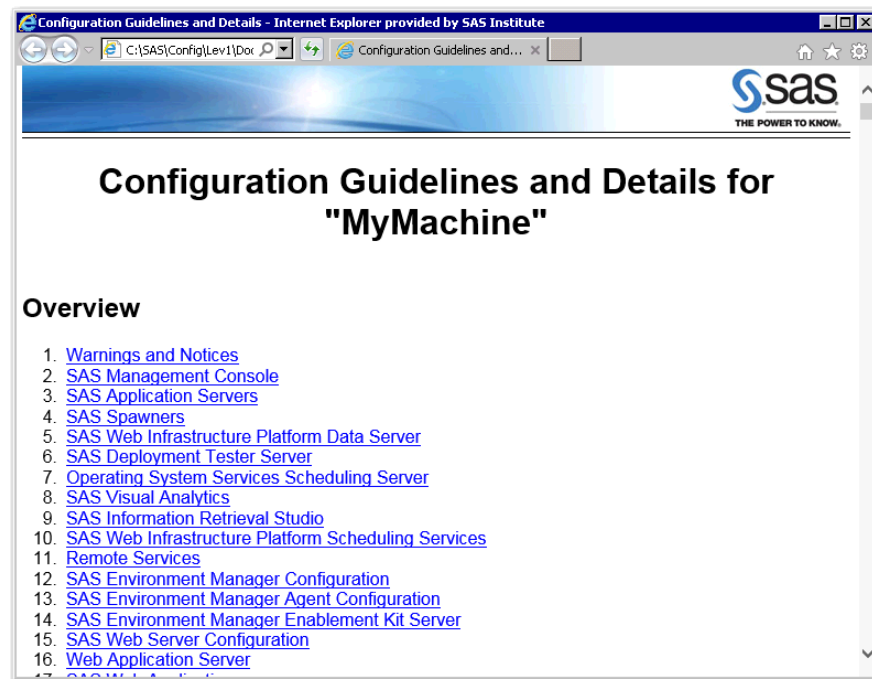 Configuration Guidelines and Details - Internet Explorer provided by SAS Institute
C:\SAS\Config\Lev1\Doc
Configuration Guidelines and...
sas
THE POWER TO KNOW.
Configuration Guidelines and Details for
"MyMachine"
Overview
1. Warnings and Notices
2. SAS Management Console
3. SAS Application Servers
4. SAS Spawners
5. SAS Web Infrastructure Platform Data Server
6. SAS Deployment Tester Server
7. Operating System Services Scheduling Server
8. SAS Visual Analytics
9. SAS Information Retrieval Studio
10. SAS Web Infrastructure Platform Scheduling Services
11. Remote Services
12. SAS Environment Manager Configuration
13. SAS Environment Manager Agent Configuration
14. SAS Environment Manager Enablement Kit Server
15. SAS Web Server Configuration
16. Web Application Server